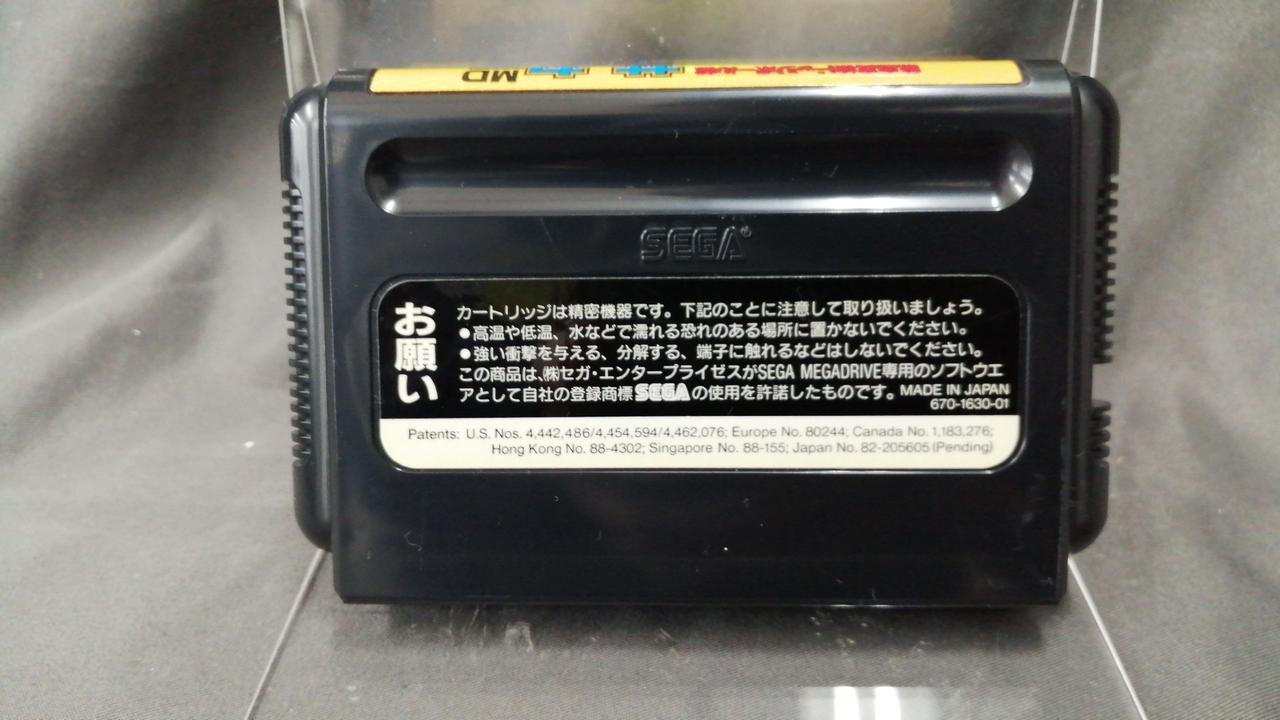 MD
SEGA®
お願い
カートリッジは精密機器です。下記のことに注意して取り扱いましょう。
●高温や低温、水などで濡れる恐れのある場所に置かないでください。
●強い衝撃を与える、分解する、端子に触れるなどはしないでください。
この商品は、㈱セガ・エンタープライゼスがSEGA MEGADRIVE専用のソフトウエ
アとして自社の登録商標SEGAの使用を許諾したものです。MADE IN JAPAN
670-1630-01
Patents: U.S. Nos. 4,442,486/4,454,594/4,462,076; Europe No. 80244; Canada No. 1,183,276;
Hong Kong No. 88-4302; Singapore No. 88-155; Japan No. 82-205605 (Pending)